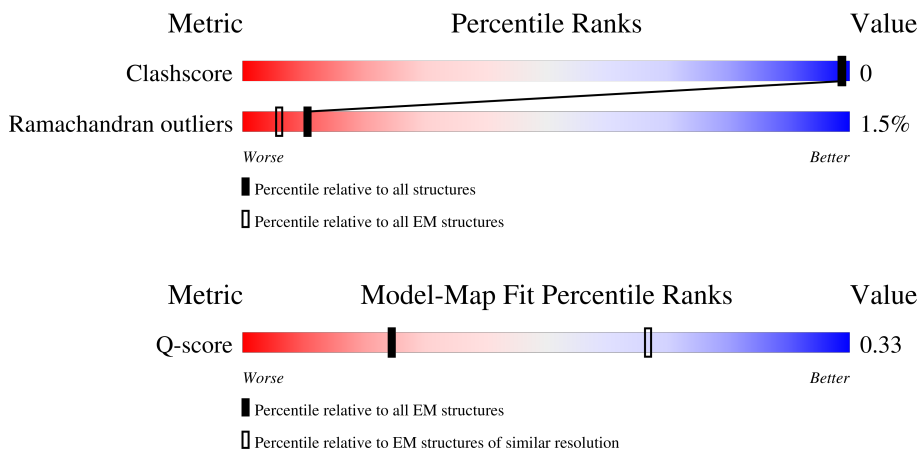 Metric Percentile Ranks Value
Clashscore 0
Ramachandran outliers 1.5%
Worse Better
Percentile relative to all structures
Percentile relative to all EM structures
Metric Model-Map Fit Percentile Ranks Value
Q-score 0.33
Worse Better
Percentile relative to all EM structures
Percentile relative to EM structures of similar resolution